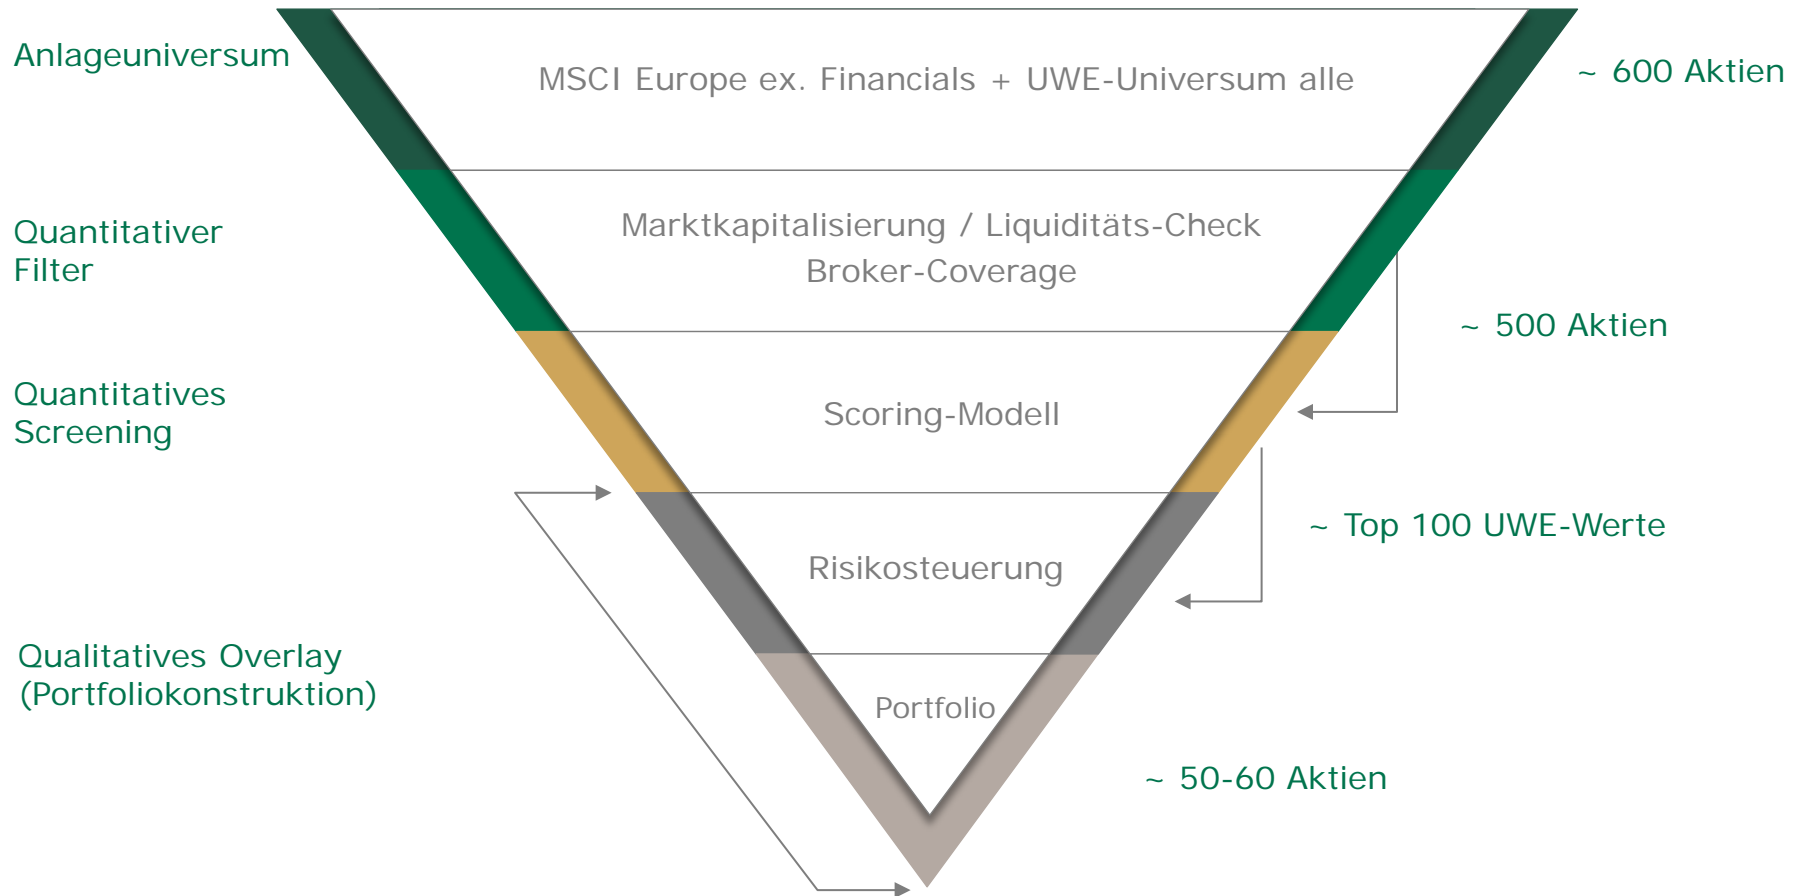 Anlageuniversum
MSCI Europe ex. Financials + UWE-Universum alle
~ 600 Aktien
Quantitativer
Filter
Marktkapitalisierung / Liquiditäts-Check
Broker-Coverage
~ 500 Aktien
Quantitatives
Screening
Scoring-Modell
~ Top 100 UWE-Werte
Risikosteuerung
Qualitatives Overlay
(Portfoliokonstruktion)
Portfolio
~ 50-60 Aktien